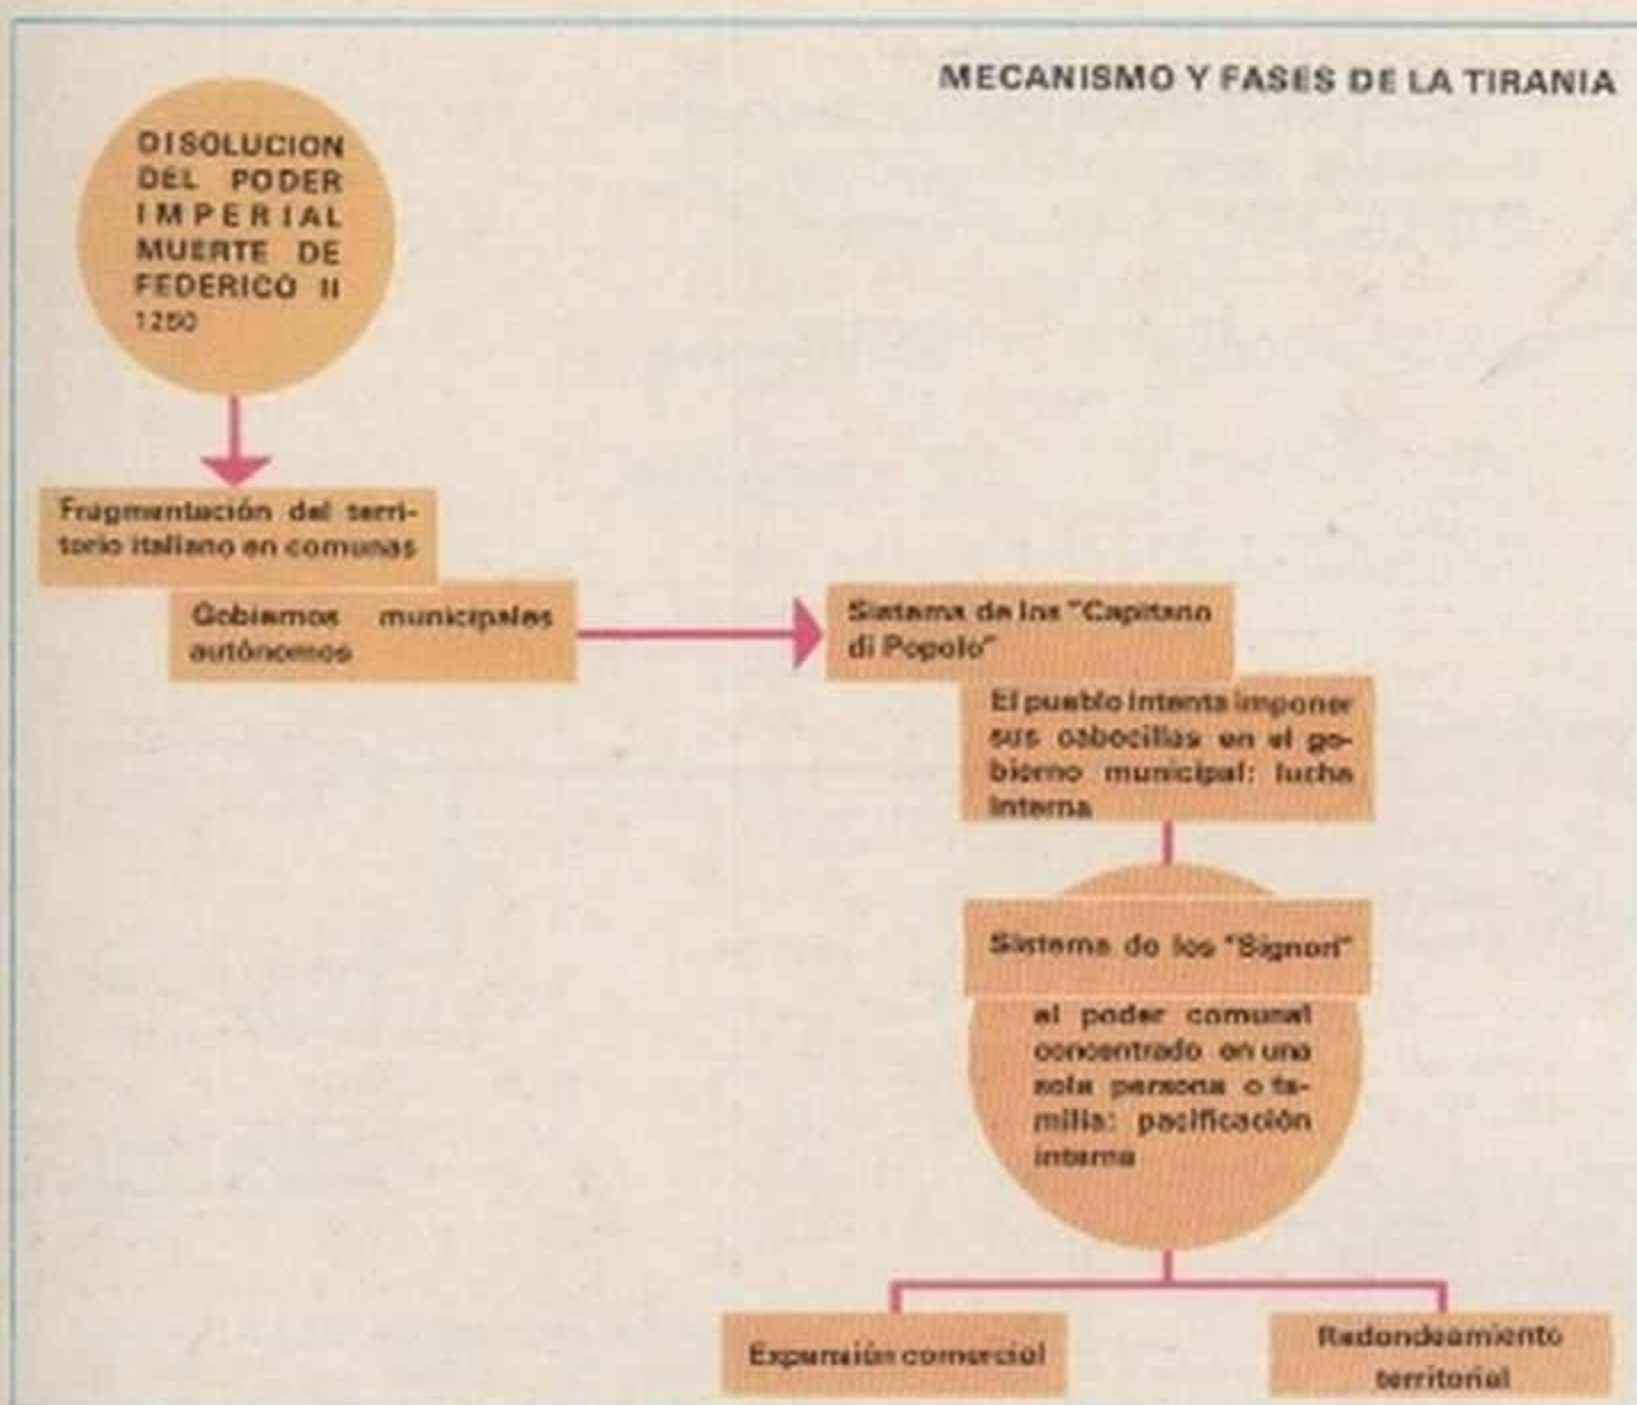 MECANISMO Y FASES DE LA TIRANIA
DISOLUCION
DEL PODER
IMPERIAL
MUERTE DE
FEDERICO II
1250
Fragmentación del terri-
torio italiano en comunas
Gobiernos municipales
autónomos
Sistema de los "Capitano
di Popolo"
El pueblo intenta imponer
sus cabecillas en el go-
bierno municipal: lucha
interna
Sistema de los "Signori"
el poder comunal
concentrado en una
sola persona o fa-
milia: pacificación
interna
Expansión comercial
Redondeamiento
territorial